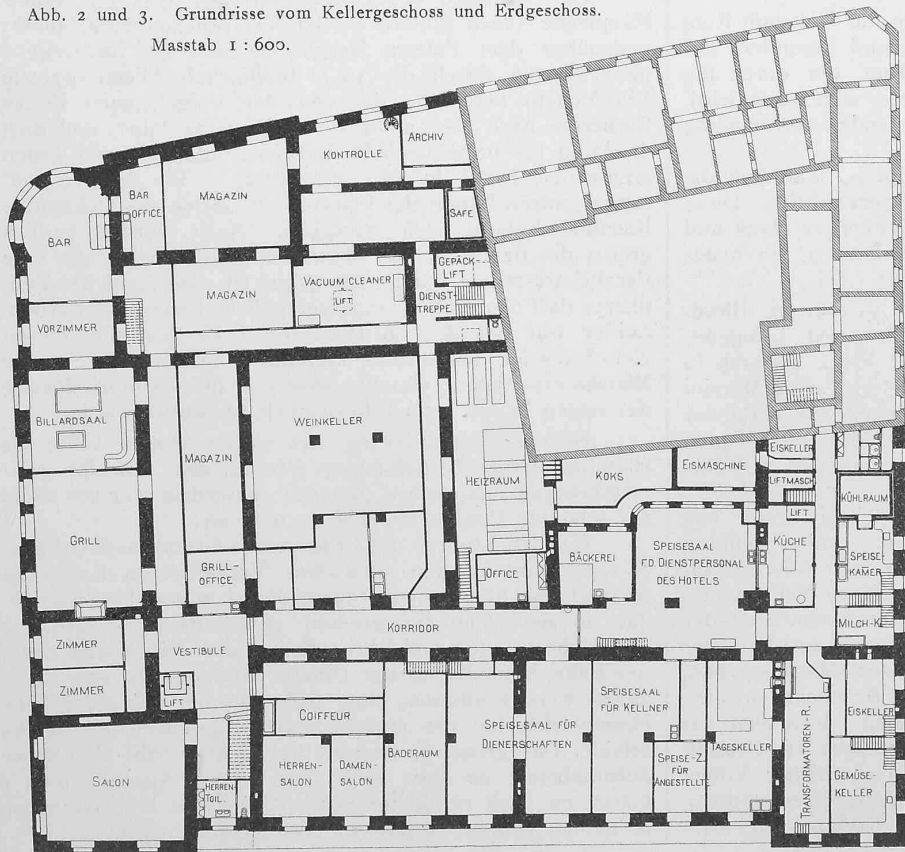 Abb. 2 und 3. Grundrisse vom Kellergeschoss und Erdgeschoss.
Masstab 1 : 600.
ARCHIV
KONTROLLE
BAR
OFFICE
MAGAZIN
SAFE
BAR
GEPÄCK-
LIFT
VACUUM CLEANER
LIFT
MAGAZIN
DIENST-
TREPPE
VORZIMMER
BILLARDSAAL
WEINKELLER
MAGAZIN
HEIZRAUM
KOKS
EISMASCHINE
EISKELLER
LIFTMASCH.
KÜHLRAUM
LIFT
GRILL
KÜCHE
BÄCKEREI
SPEISESAAL
F.D. DIENSTPERSONAL
DES HOTELS
SPEISE-
KAMER
GRILL-
OFFICE
OFFICE
MILCH-K.
KORRIDOR
ZIMMER
VESTIBULE
ZIMMER
LIFT
COIFFEUR
SPEISESAAL
FÜR KELLNER
EISKELLER
BADERAUM
SPEISESAAL FÜR
DIENERSCHAFTEN
TAGESKELLER
TRANSFORMATOREN-R.
SALON
HERREN-
SALON
DAMEN-
SALON
SPEISE-Z.
FÜR
ANGESTELLTE
GEMÜSE-
KELLER
HERREN-
TOIL.